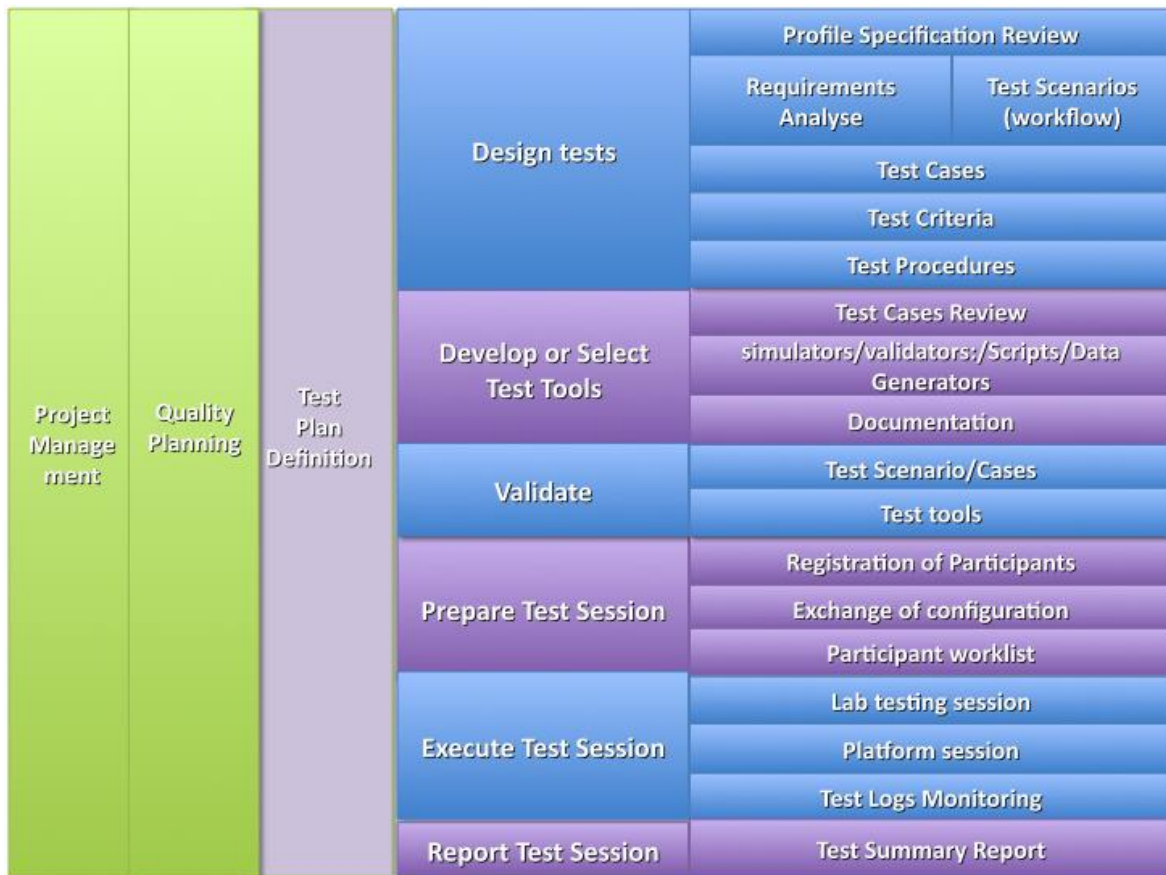 Project
Manage
ment
Quality
Planning
Test
Plan
Definition
Design tests
Profile Specification Review
Requirements
Analyse
Test Scenarios
(workflow)
Test Cases
Test Criteria
Test Procedures
Develop or Select
Test Tools
Test Cases Review
simulators/validators:/Scripts/Data
Generators
Documentation
Validate
Test Scenario/Cases
Test tools
Prepare Test Session
Registration of Participants
Exchange of configuration
Participant worklist
Execute Test Session
Lab testing session
Platform session
Test Logs Monitoring
Report Test Session
Test Summary Report